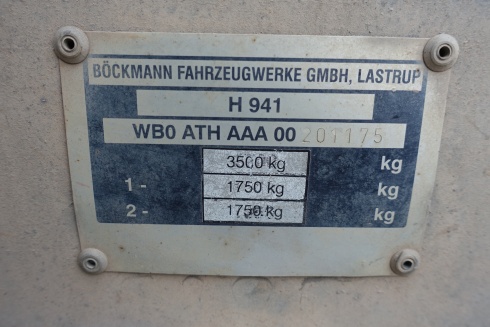 BÖCKMANN FAHRZEUGWERKE GMBH, LASTRUP
H 941
WB0 ATH AAA 00 201175
3500 kg kg
1- 1750 kg kg
2- 1750 kg kg